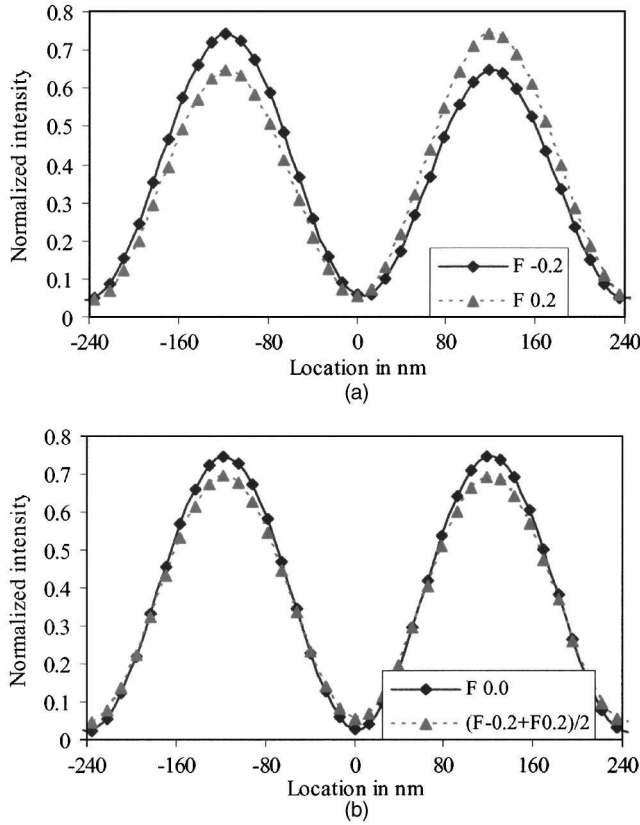 0.8
0.7
0.6
0.5
0.4
0.3
0.2
0.1
0
Normalized intensity
F -0.2
F 0.2
-240 -160 -80 0 80 160 240
Location in nm
(a)
0.8
0.7
0.6
0.5
0.4
0.3
0.2
0.1
0
Normalized intensity
F 0.0
(F-0.2+F0.2)/2
-240 -160 -80 0 80 160 240
Location in nm
(b)